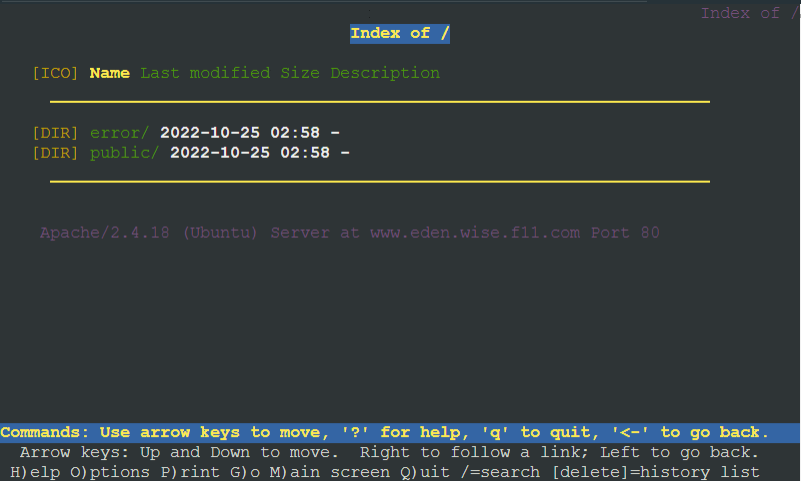 Index of /
Index of /
[ICO] Name Last modified Size Description
[DIR] error/ 2022-10-25 02:58 -
[DIR] public/ 2022-10-25 02:58 -
Apache/2.4.18 (Ubuntu) Server at www.eden.wise.f11.com Port 80
Commands: Use arrow keys to move, '?' for help, 'q' to quit, '<-' to go back.
Arrow keys: Up and Down to move.  Right to follow a link; Left to go back.
H)elp O)ptions P)rint G)o M)ain screen Q)uit /=search [delete]=history list